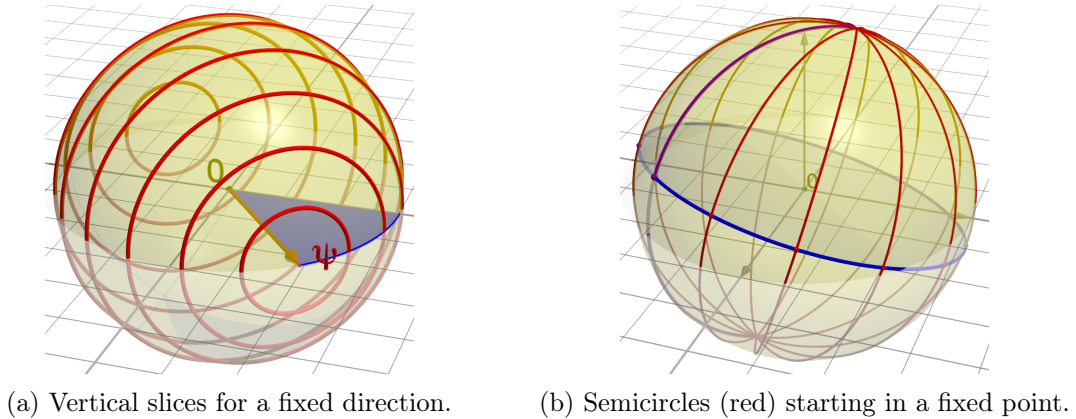 0
ψ
0
(a) Vertical slices for a fixed direction.
(b) Semicircles (red) starting in a fixed point.